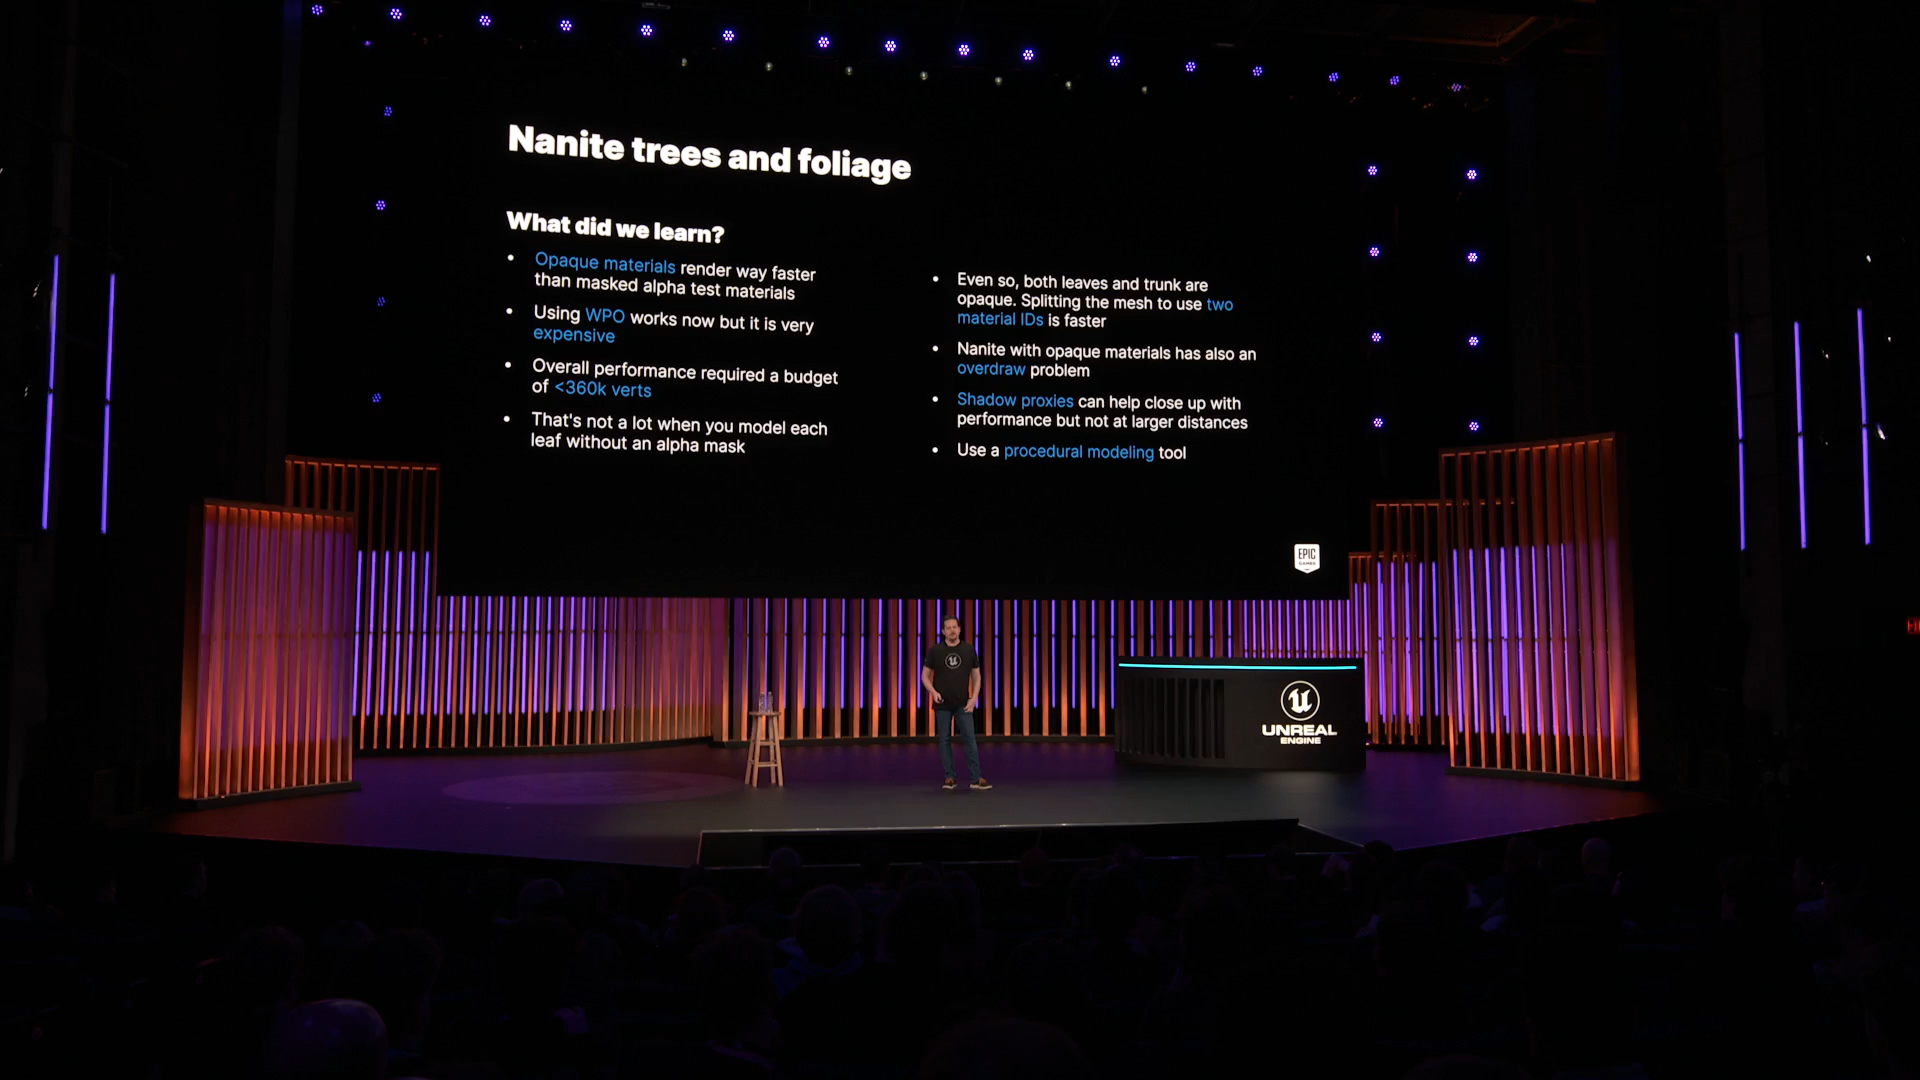 Nanite trees and foliage
What did we learn?
• Opaque materials render way faster
than masked alpha test materials
• Using WPO works now but it is very
expensive
• Overall performance required a budget
of <360k verts
• That's not a lot when you model each
leaf without an alpha mask
• Even so, both leaves and trunk are
opaque. Splitting the mesh to use two
material IDs is faster
• Nanite with opaque materials has also an
overdraw problem
• Shadow proxies can help close up with
performance but not at larger distances
• Use a procedural modeling tool
EPIC
GAMES
UNREAL
ENGINE